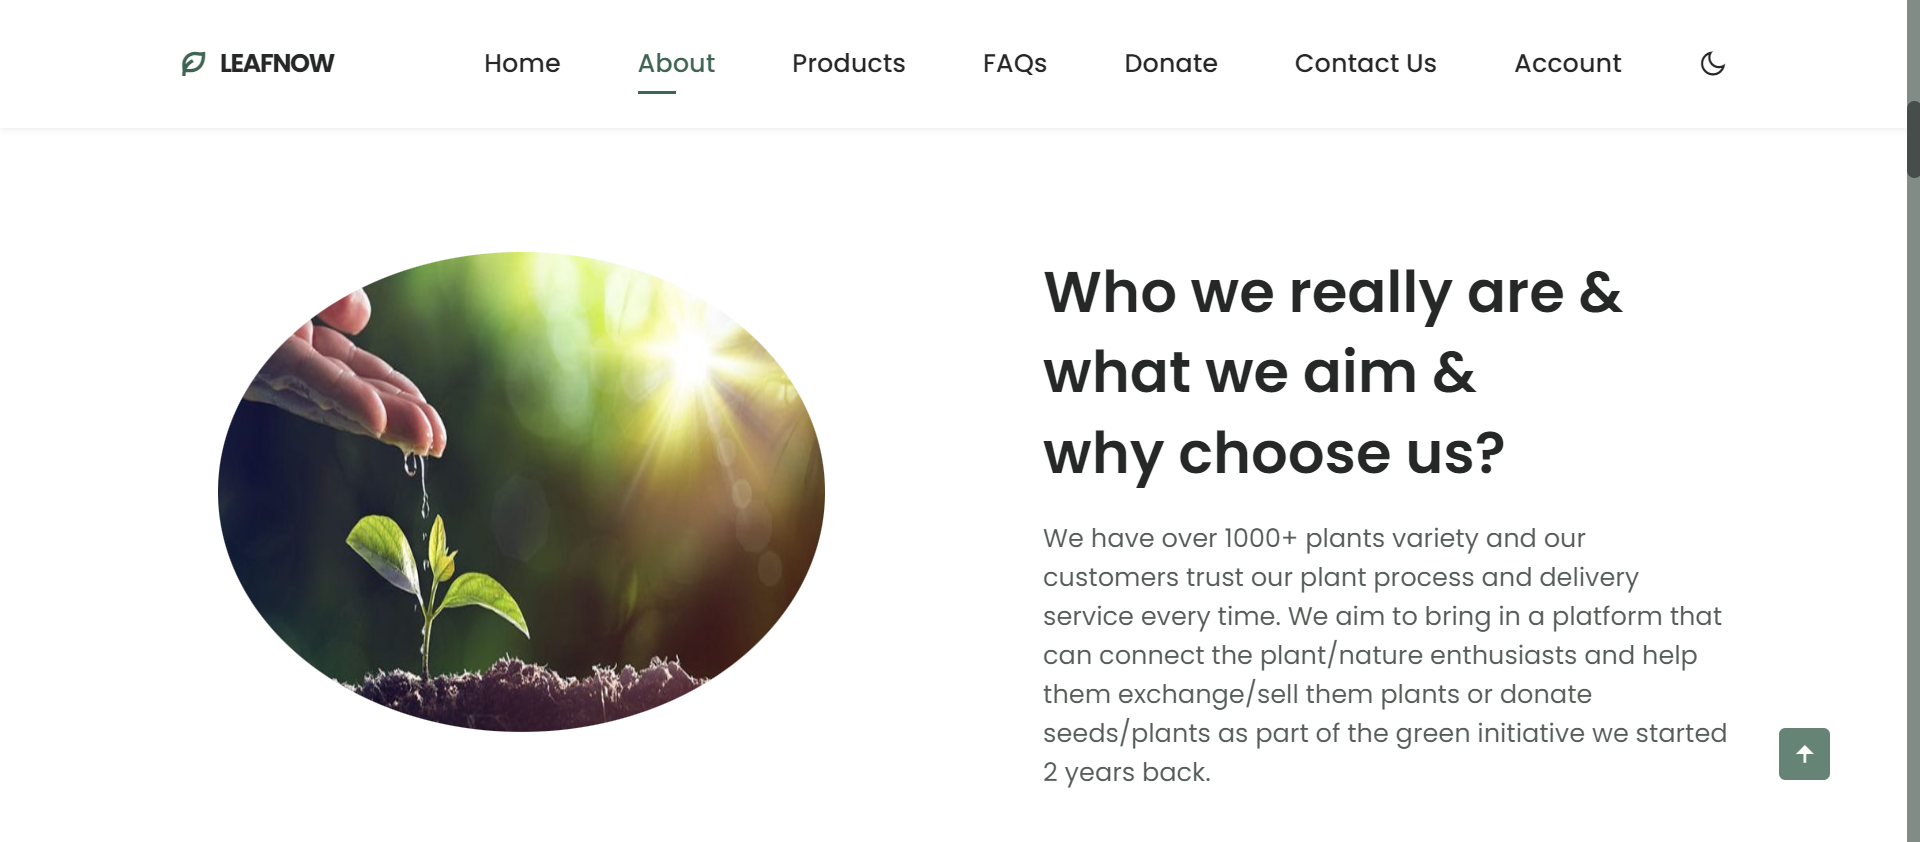 LEAFNOW
Home
About
Products
FAQs
Donate
Contact Us
Account
Who we really are &
what we aim &
why choose us?
We have over 1000+ plants variety and our
customers trust our plant process and delivery
service every time. We aim to bring in a platform that
can connect the plant/nature enthusiasts and help
them exchange/sell them plants or donate
seeds/plants as part of the green initiative we started
2 years back.